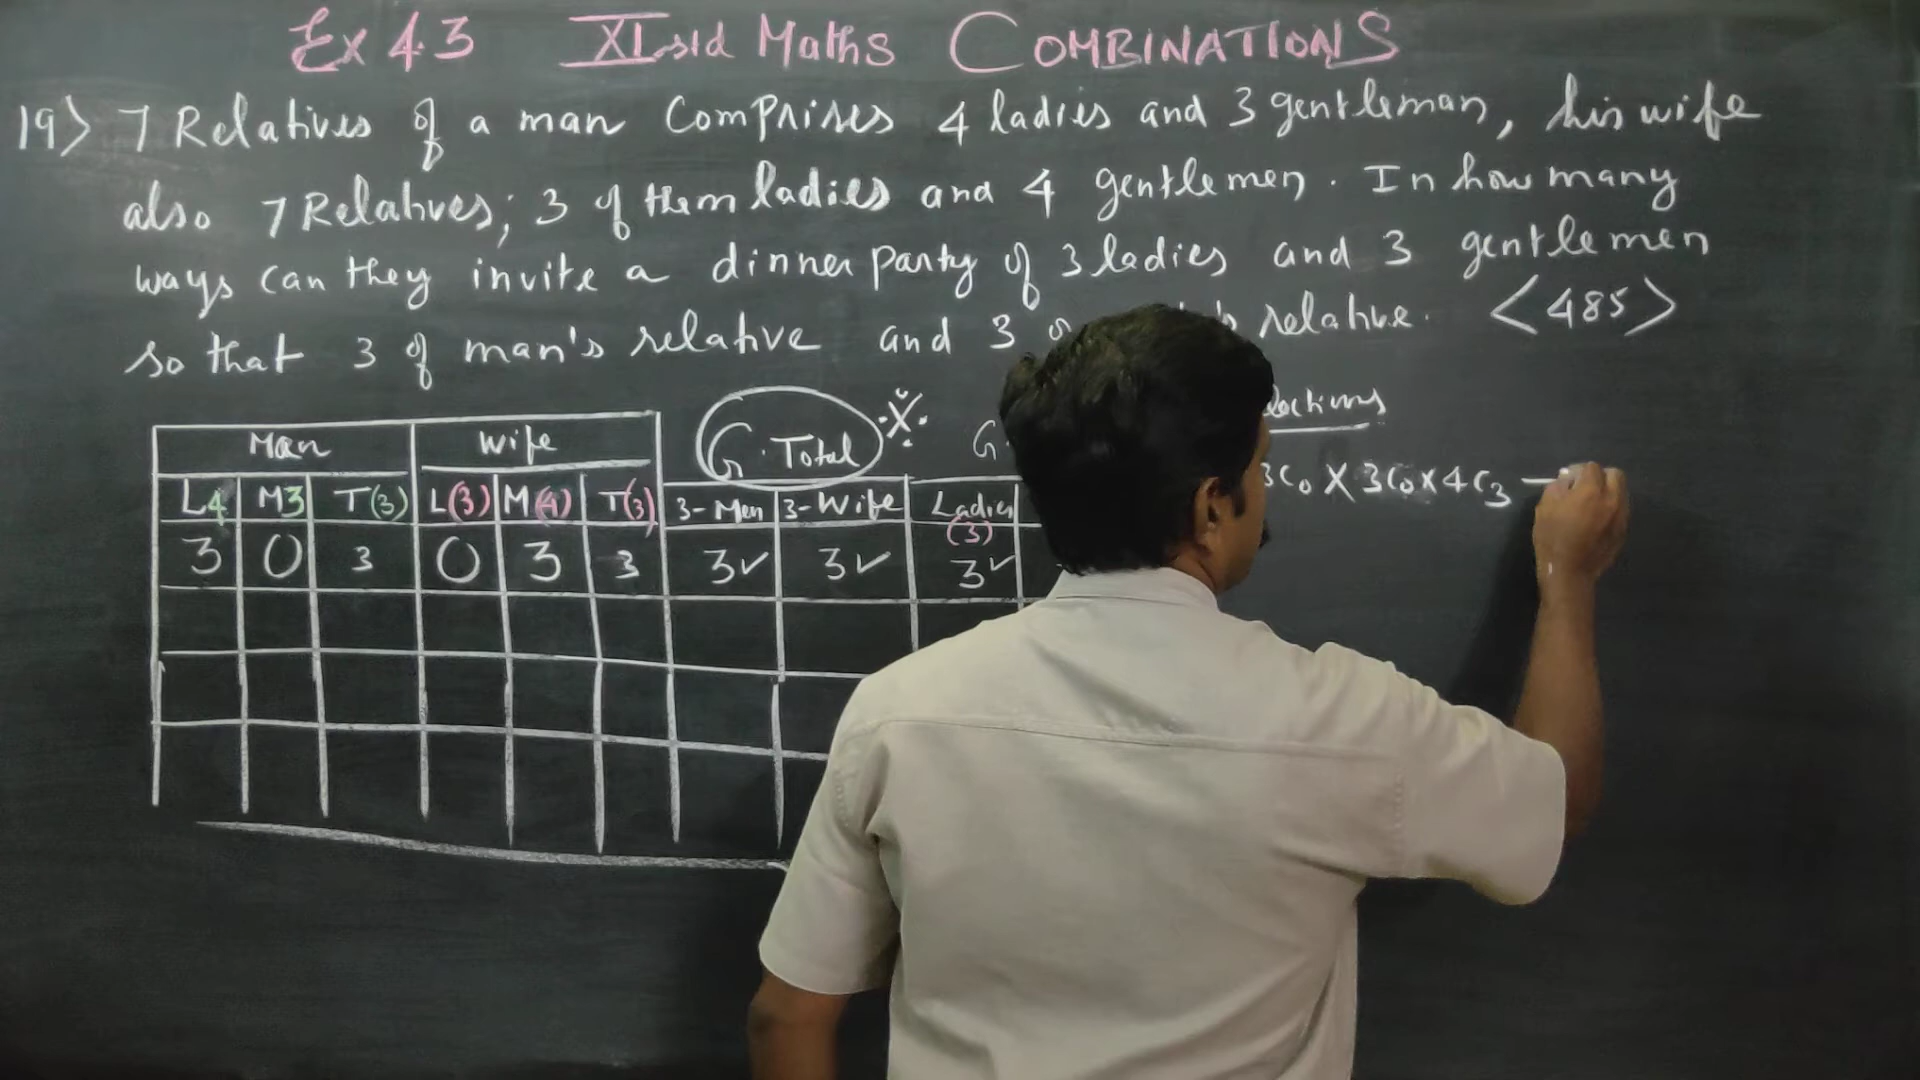 Ex 4.3 XI std Maths COMBINATIONS
19) 7 Relatives of a man comprises 4 ladies and 3 gentleman, his wife
also 7 Relatives; 3 of them ladies and 4 gentlemen. In how many
ways can they invite a dinner party of 3 ladies and 3 gentlemen
so that 3 of man's relative and 3 relative. <485>
Man Wife G. Total X G.
L4 M3 T(3) L(3) M(4) T(3) 3-Men 3-Wife Ladies (3)
3 0 3 0 3 3 3✓ 3✓ 3✓
3C₀ X 3C₀ x 4C₃